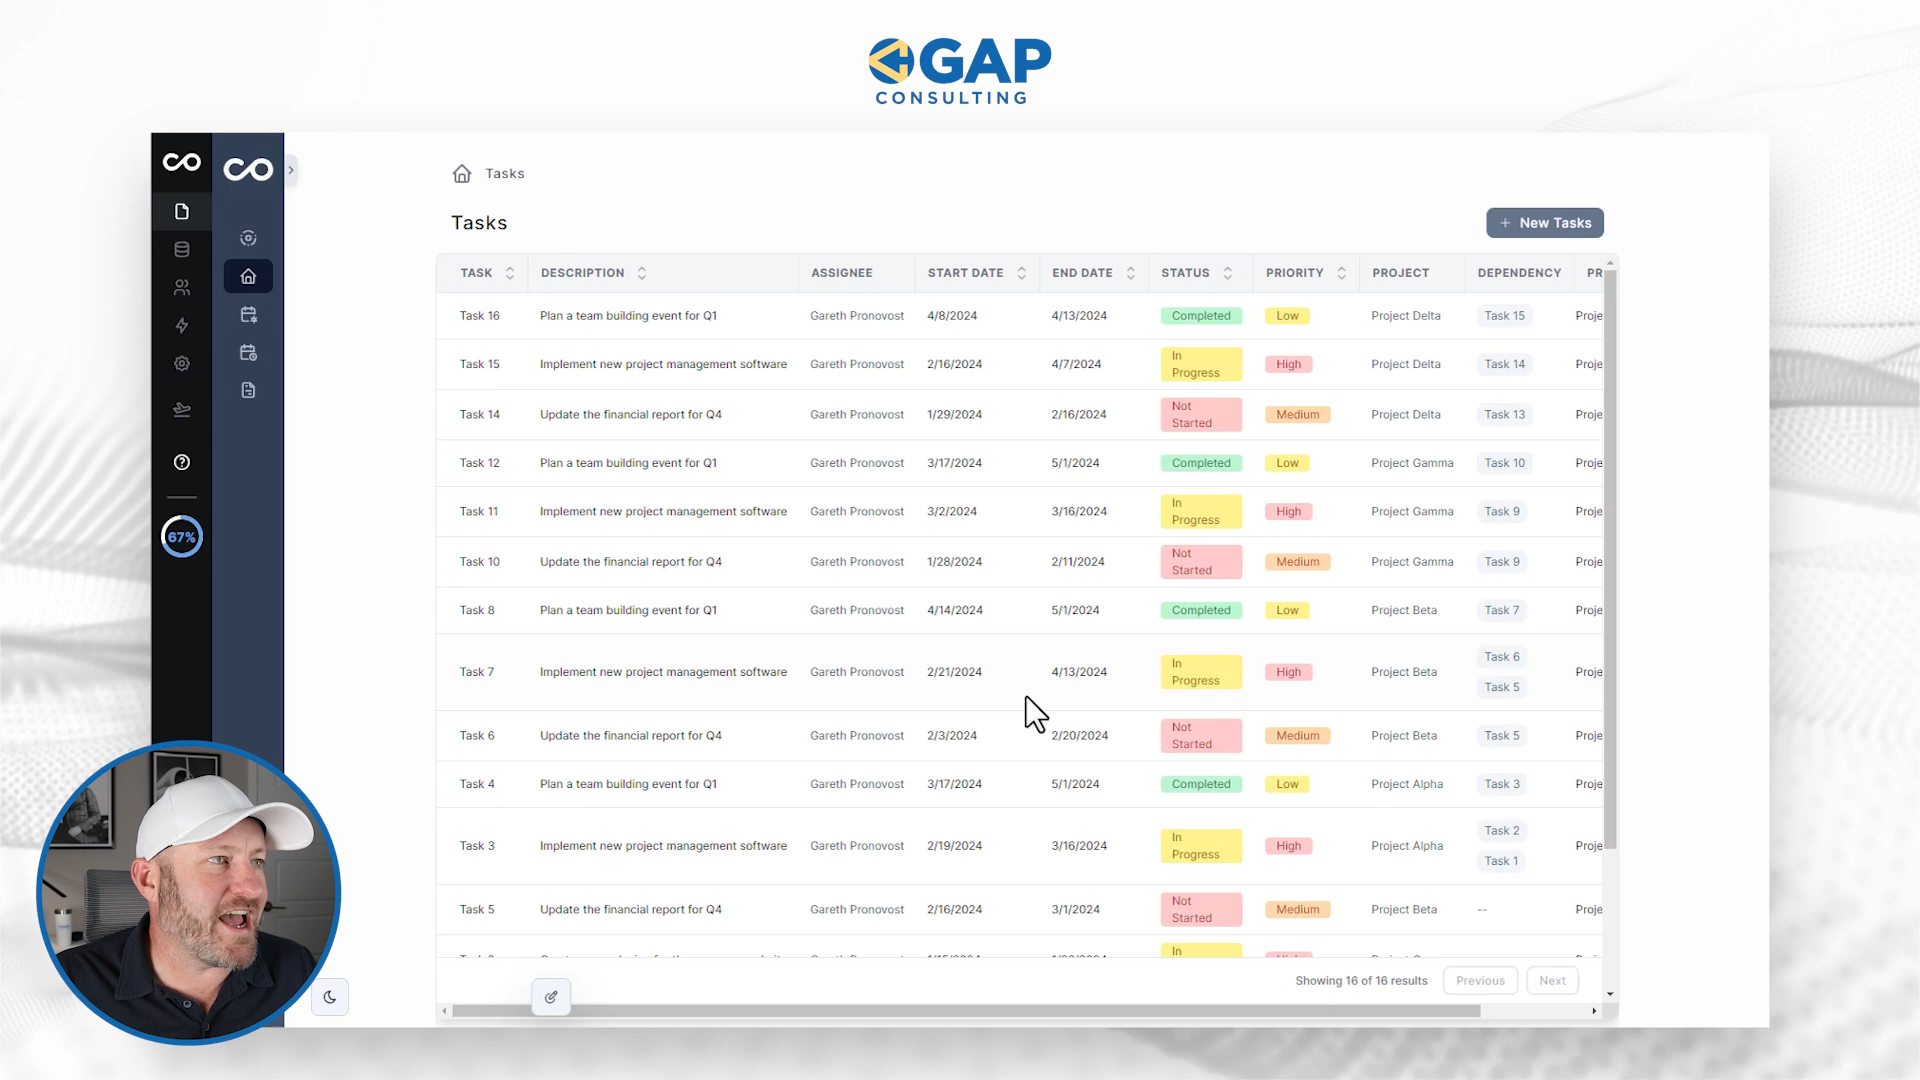 GAP
CONSULTING
Tasks
Tasks
+ New Tasks
TASK DESCRIPTION ASSIGNEE START DATE END DATE STATUS PRIORITY PROJECT DEPENDENCY PR
Task 16 Plan a team building event for Q1 Gareth Pronovost 4/8/2024 4/13/2024 Completed Low Project Delta Task 15 Proje
Task 15 Implement new project management software Gareth Pronovost 2/16/2024 4/7/2024 In Progress High Project Delta Task 14 Proje
Task 14 Update the financial report for Q4 Gareth Pronovost 1/29/2024 2/16/2024 Not Started Medium Project Delta Task 13 Proje
Task 12 Plan a team building event for Q1 Gareth Pronovost 3/17/2024 5/1/2024 Completed Low Project Gamma Task 10 Proje
Task 11 Implement new project management software Gareth Pronovost 3/2/2024 3/16/2024 In Progress High Project Gamma Task 9 Proje
Task 10 Update the financial report for Q4 Gareth Pronovost 1/28/2024 2/11/2024 Not Started Medium Project Gamma Task 9 Proje
Task 8 Plan a team building event for Q1 Gareth Pronovost 4/14/2024 5/1/2024 Completed Low Project Beta Task 7 Proje
Task 7 Implement new project management software Gareth Pronovost 2/21/2024 4/13/2024 In Progress High Project Beta Task 6 Task 5 Proje
Task 6 Update the financial report for Q4 Gareth Pronovost 2/3/2024 2/20/2024 Not Started Medium Project Beta Task 5 Proje
Task 4 Plan a team building event for Q1 Gareth Pronovost 3/17/2024 5/1/2024 Completed Low Project Alpha Task 3 Proje
Task 3 Implement new project management software Gareth Pronovost 2/19/2024 3/16/2024 In Progress High Project Alpha Task 2 Task 1 Proje
Task 5 Update the financial report for Q4 Gareth Pronovost 2/16/2024 3/1/2024 Not Started Medium Project Beta -- Proje
In
Showing 16 of 16 results Previous Next
67%